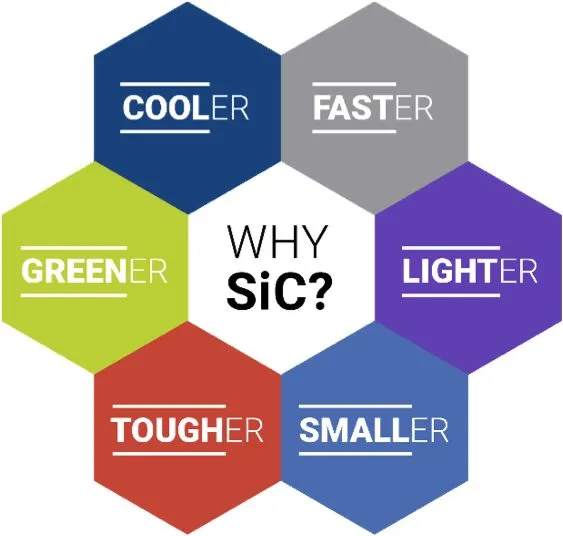 COOLER
FASTER
GREENER
WHY
SiC?
LIGHTER
TOUGHER
SMALLER